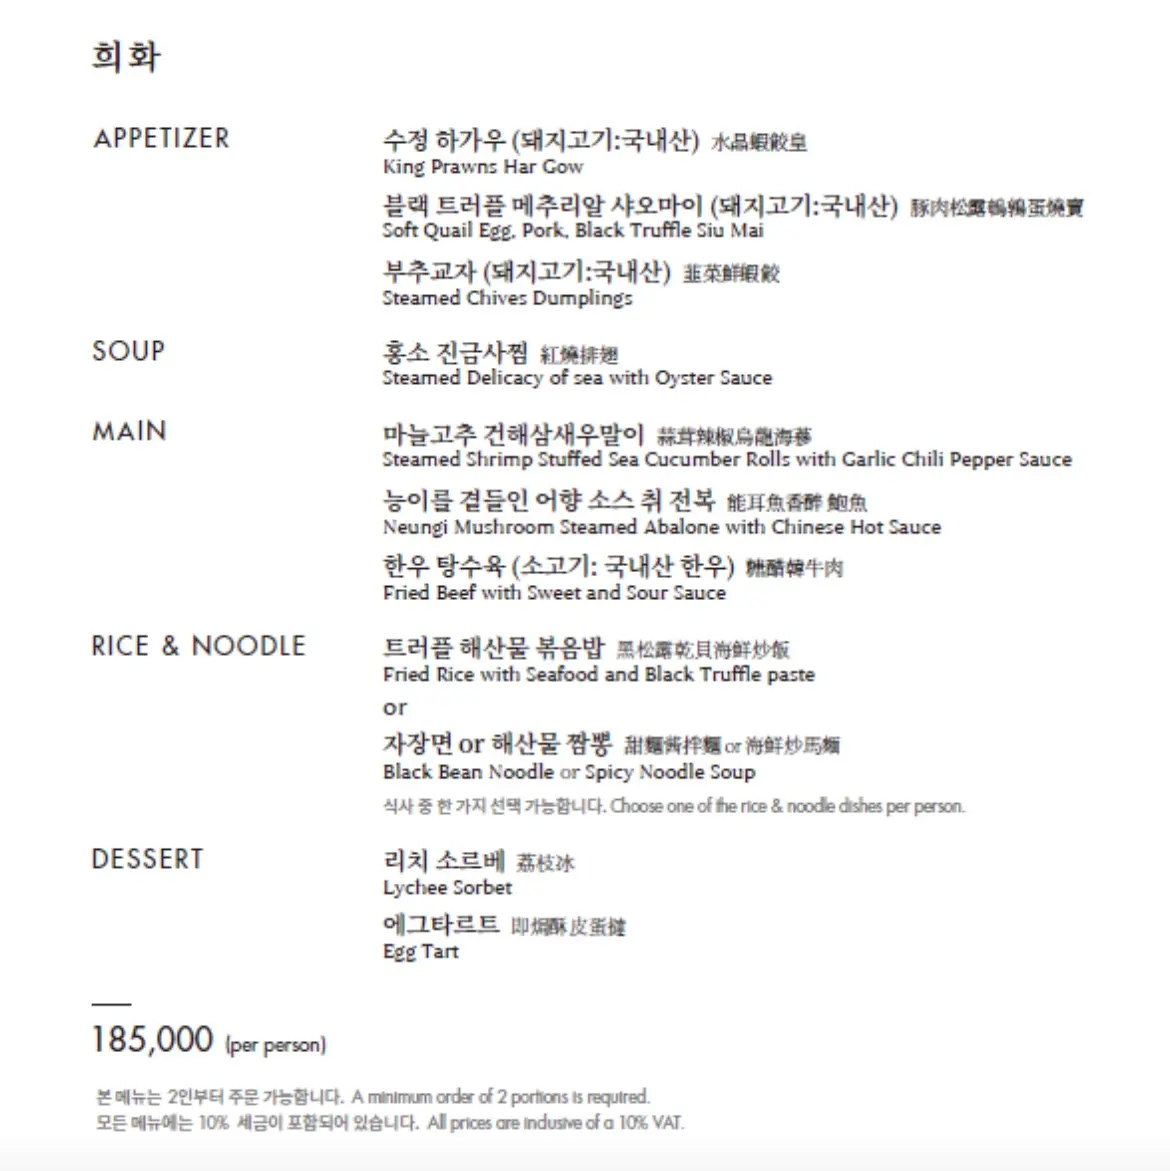 희화
APPETIZER
수정 하가우 (돼지고기:국내산) 水晶蝦餃皇
King Prawns Har Gow
블랙 트러플 메추리알 샤오마이 (돼지고기:국내산) 豚肉松露鵪鶉蛋燒賣
Soft Quail Egg, Pork, Black Truffle Siu Mai
부추교자 (돼지고기:국내산) 韮菜鮮蝦餃
Steamed Chives Dumplings
SOUP
홍소 진금사찜 紅燒排翅
Steamed Delicacy of sea with Oyster Sauce
MAIN
마늘고추 건해삼새우말이 蒜茸辣椒烏龍海蔘
Steamed Shrimp Stuffed Sea Cucumber Rolls with Garlic Chili Pepper Sauce
능이를 곁들인 어향 소스 취 전복 能耳魚香醉 鮑魚
Neungi Mushroom Steamed Abalone with Chinese Hot Sauce
한우 탕수육 (소고기: 국내산 한우) 糖醋韓牛肉
Fried Beef with Sweet and Sour Sauce
RICE & NOODLE
트러플 해산물 볶음밥 黑松露乾貝海鮮炒飯
Fried Rice with Seafood and Black Truffle paste
or
자장면 or 해산물 짬뽕 甜麵醬拌麵 or 海鮮炒馬麵
Black Bean Noodle or Spicy Noodle Soup
식사 중 한 가지 선택 가능합니다. Choose one of the rice & noodle dishes per person.
DESSERT
리치 소르베 荔枝冰
Lychee Sorbet
에그타르트 即焗酥皮蛋撻
Egg Tart
185,000 (per person)
본 메뉴는 2인부터 주문 가능합니다. A minimum order of 2 portions is required.
모든 메뉴에는 10% 세금이 포함되어 있습니다. All prices are inclusive of a 10% VAT.